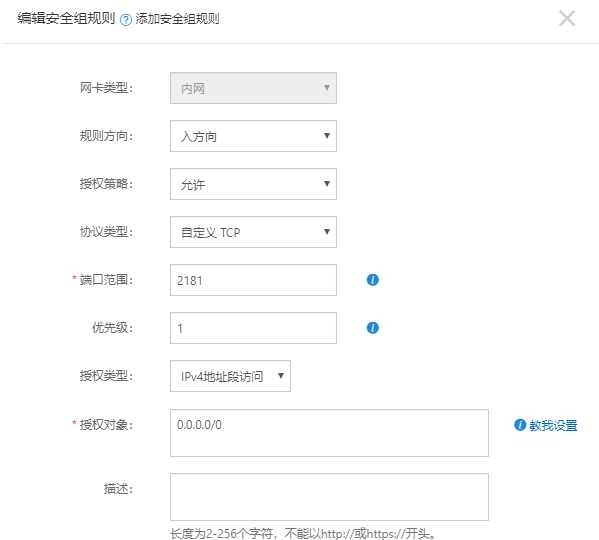 编辑安全组规则 添加安全组规则
网卡类型： 内网
规则方向： 入方向
授权策略： 允许
协议类型： 自定义 TCP
* 端口范围： 2181
优先级： 1
授权类型： IPv4地址段访问
* 授权对象： 0.0.0.0/0 教我设置
描述：
长度为2-256个字符，不能以http://或https://开头。